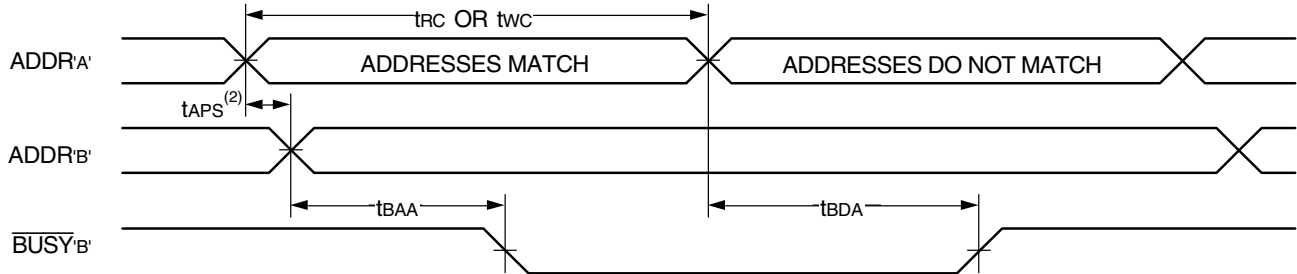 tRC OR tWC
ADDR'A'
ADDRESSES MATCH
ADDRESSES DO NOT MATCH
tAPS(2)
ADDR'B'
tBAA
tBDA
BUSY'B'